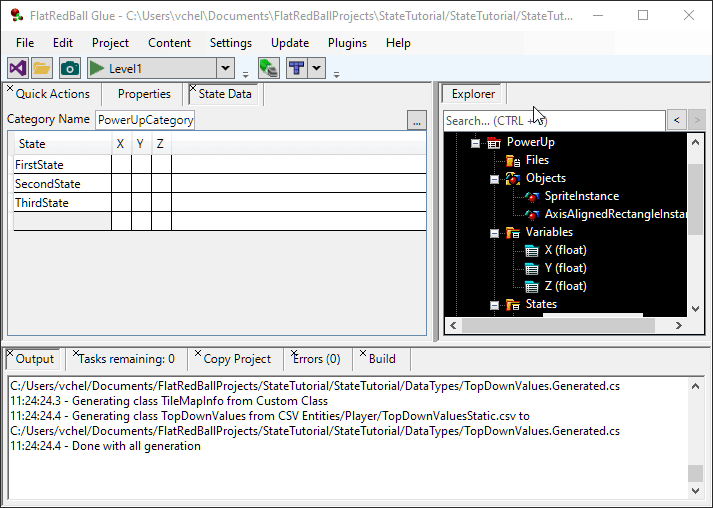 FlatRedBall Glue - C:\Users\vchel\Documents\FlatRedBallProjects\StateTutorial\StateTutorial\StateTut...
File Edit Project Content Settings Update Plugins Help
Level1
Quick Actions Properties State Data
Category Name PowerUpCategory ...
State X Y Z
FirstState
SecondState
ThirdState
Explorer
Search... (CTRL + < >
PowerUp
Files
Objects
SpriteInstance
AxisAlignedRectangleInstan
Variables
X (float)
Y (float)
Z (float)
States
Output Tasks remaining: 0 Copy Project Errors (0) Build
C:/Users/vchel/Documents/FlatRedBallProjects/StateTutorial/StateTutorial/DataTypes/TopDownValues.Generated.cs
11:24:24.3 - Generating class TileMapInfo from Custom Class
11:24:24.4 - Generating class TopDownValues from CSV Entities/Player/TopDownValuesStatic.csv to
C:/Users/vchel/Documents/FlatRedBallProjects/StateTutorial/StateTutorial/DataTypes/TopDownValues.Generated.cs
11:24:24.4 - Done with all generation